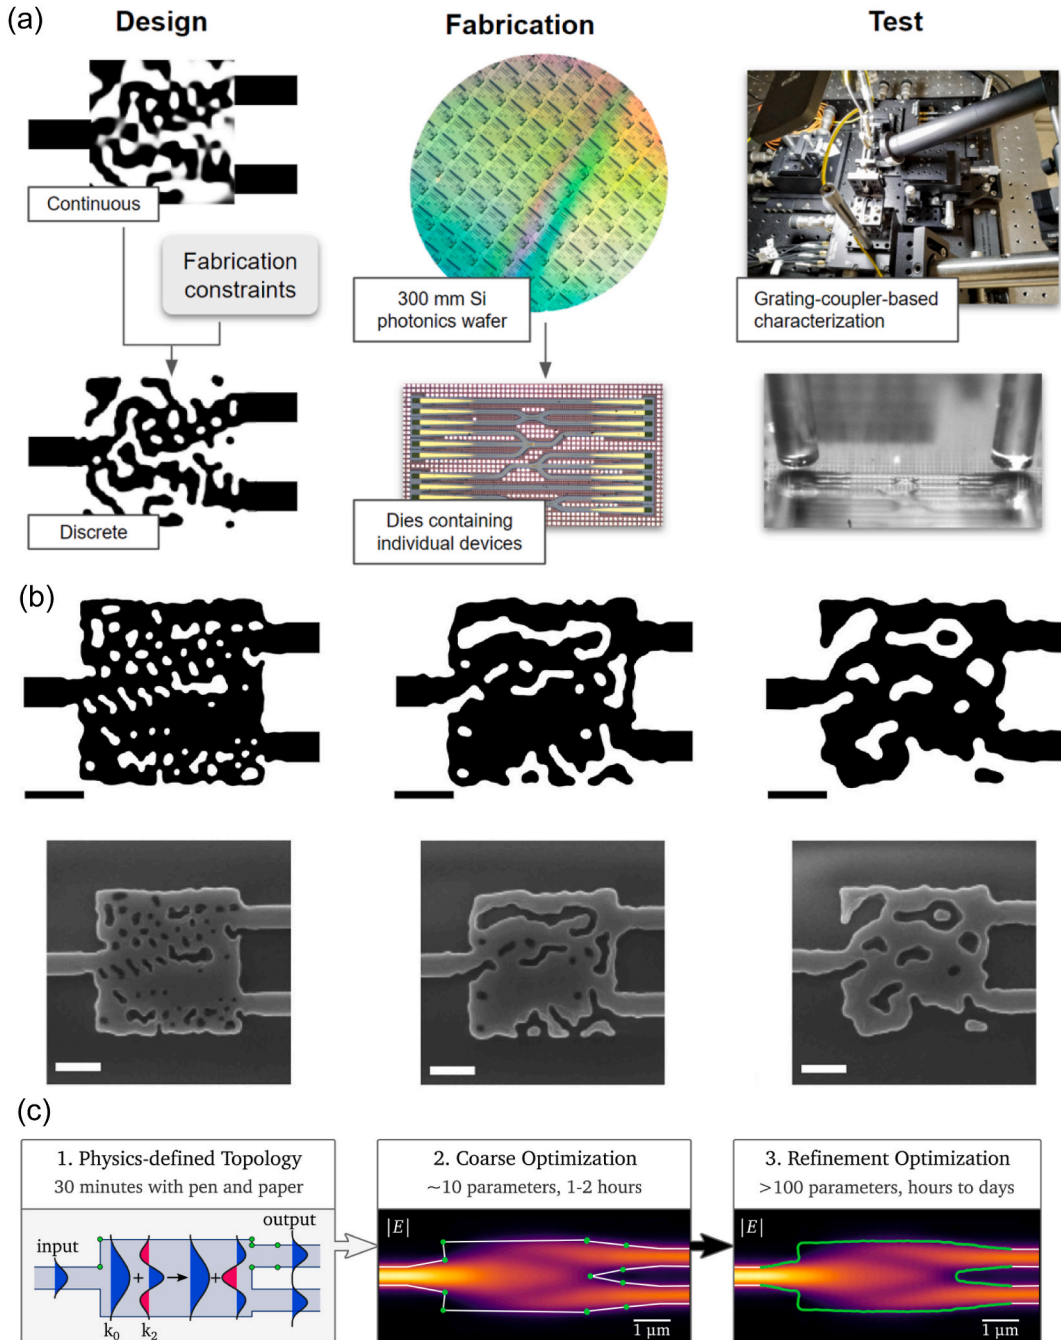 (a)
Design
Fabrication
Test
Continuous
Fabrication
constraints
Discrete
300 mm Si
photonics wafer
Dies containing
individual devices
Grating-coupler-based
characterization
(b)
(c)
1. Physics-defined Topology
30 minutes with pen and paper
input
output
+
+
k₀
k₂
2. Coarse Optimization
~10 parameters, 1-2 hours
|E|
1 μm
3. Refinement Optimization
>100 parameters, hours to days
|E|
1 μm